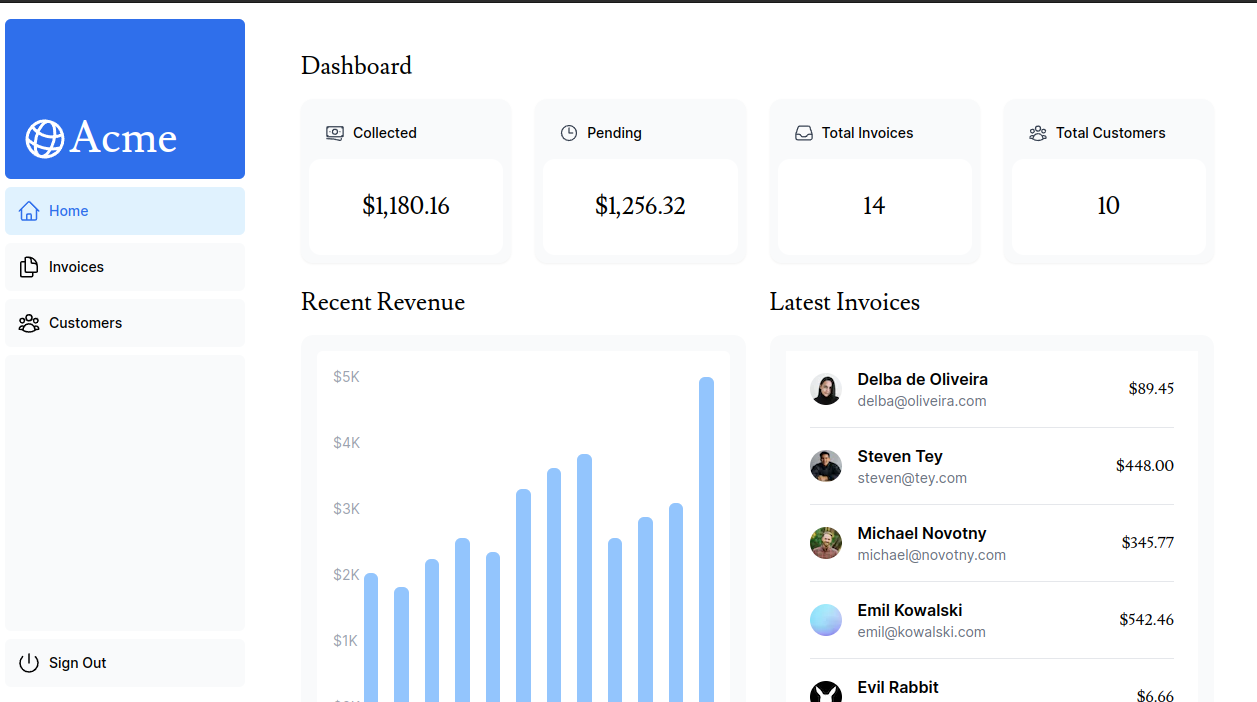 Acme
Home
Invoices
Customers
Sign Out
Dashboard
Collected
$1,180.16
Pending
$1,256.32
Total Invoices
14
Total Customers
10
Recent Revenue
$5K
$4K
$3K
$2K
$1K
Latest Invoices
Delba de Oliveira
delba@oliveira.com
$89.45
Steven Tey
steven@tey.com
$448.00
Michael Novotny
michael@novotny.com
$345.77
Emil Kowalski
emil@kowalski.com
$542.46
Evil Rabbit
$6.66